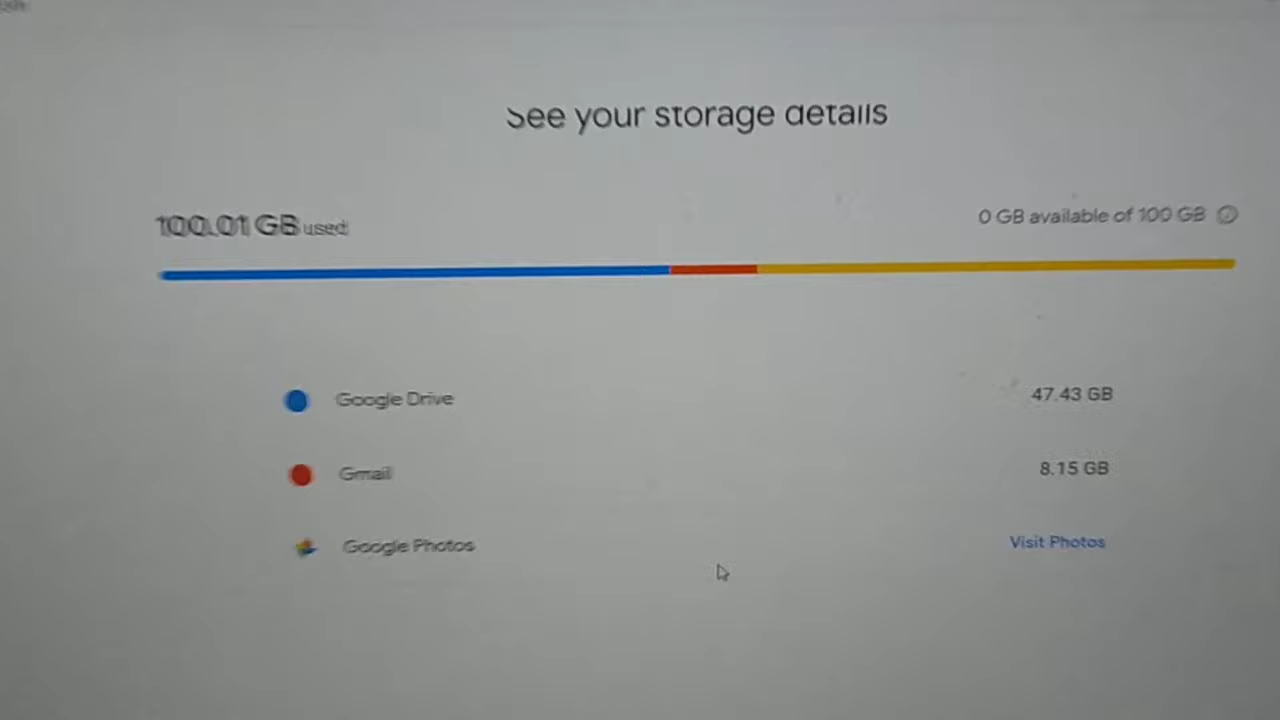 See your storage details
100.01 GB used
0 GB available of 100 GB
Google Drive
47.43 GB
Gmail
8.15 GB
Google Photos
Visit Photos